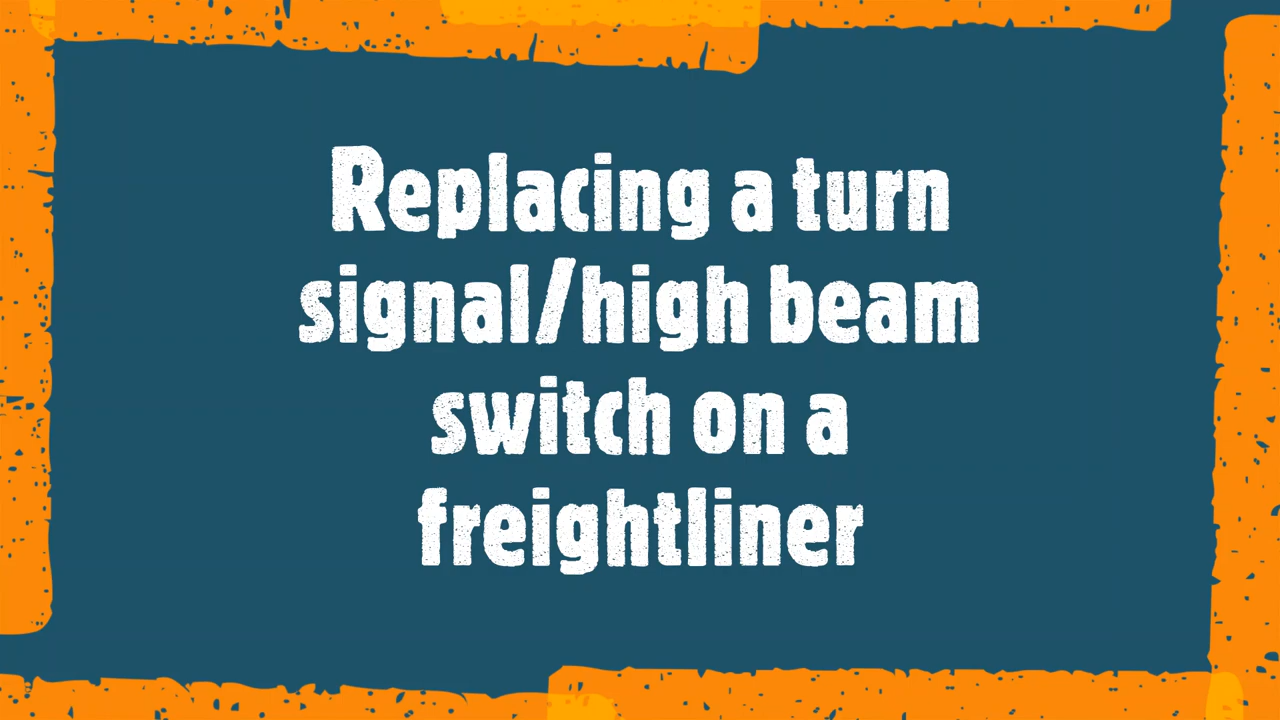 Replacing a turn
signal/high beam
switch on a
freightliner